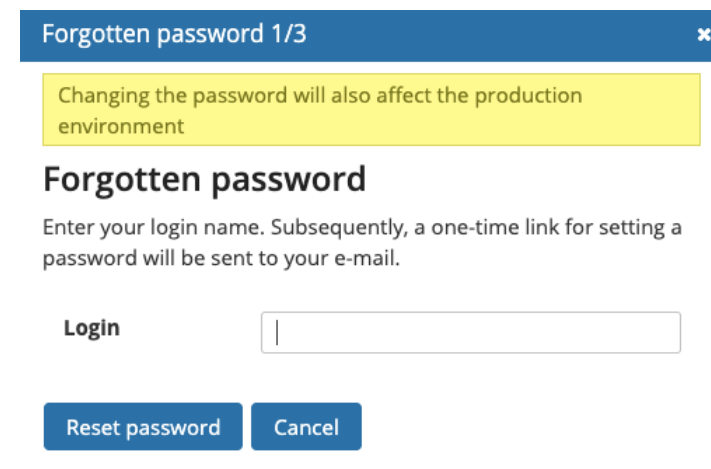 Forgotten password 1/3
Changing the password will also affect the production
environment
Forgotten password
Enter your login name. Subsequently, a one-time link for setting a
password will be sent to your e-mail.
Login
Reset password Cancel